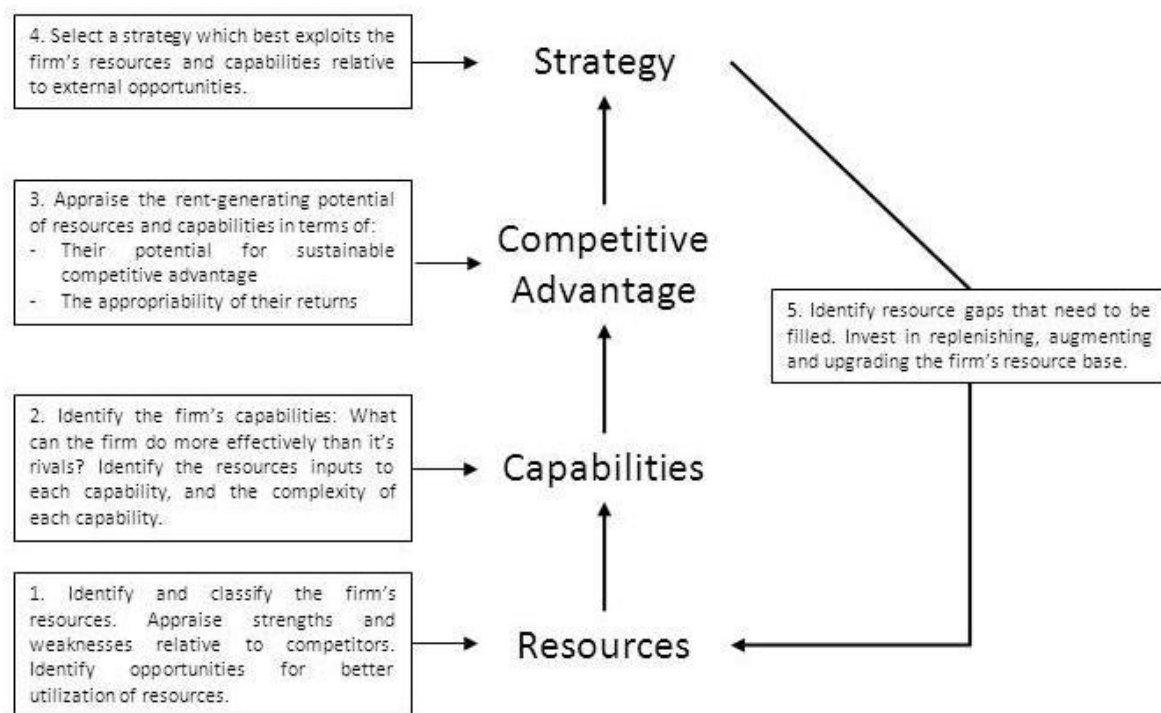 4. Select a strategy which best exploits the
firm's resources and capabilities relative
to external opportunities.
Strategy
3. Appraise the rent-generating potential
of resources and capabilities in terms of:
- Their potential for sustainable
competitive advantage
- The appropriability of their returns
Competitive
Advantage
5. Identify resource gaps that need to be
filled. Invest in replenishing, augmenting
and upgrading the firm's resource base.
2. Identify the firm's capabilities: What
can the firm do more effectively than it's
rivals? Identify the resources inputs to
each capability, and the complexity of
each capability.
Capabilities
1. Identify and classify the firm's
resources. Appraise strengths and
weaknesses relative to competitors.
Identify opportunities for better
utilization of resources.
Resources